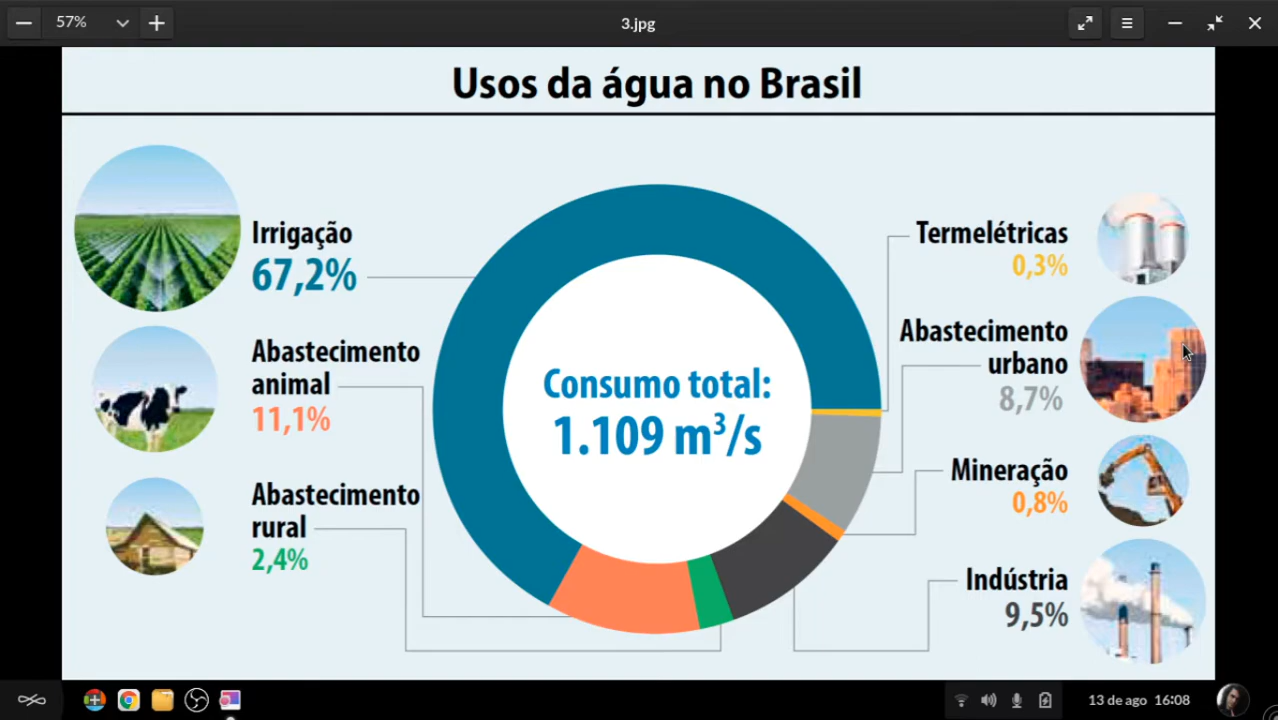 57%
3.jpg
Usos da água no Brasil
Irrigação
67,2%
Abastecimento
animal
11,1%
Abastecimento
rural
2,4%
Consumo total:
1.109 m³/s
Termelétricas
0,3%
Abastecimento
urbano
8,7%
Mineração
0,8%
Indústria
9,5%
13 de ago 16:08